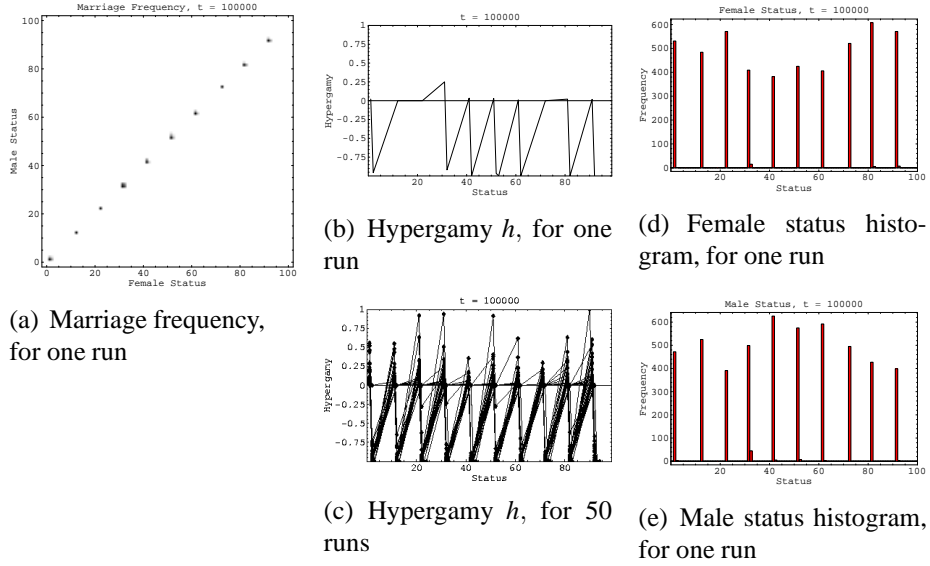 Marriage Frequency, t = 100000
100
80
60
40
20
0
Male Status
0 20 40 60 80 100
Female Status
(a) Marriage frequency,
for one run
t = 100000
1
0.75
0.5
0.25
0
-0.25
-0.5
-0.75
Hypergamy
20 40 60 80
Status
(b) Hypergamy h, for one
run
t = 100000
1
0.75
0.5
0.25
0
-0.25
-0.5
-0.75
Hypergamy
20 40 60 80
Status
(c) Hypergamy h, for 50
runs
Female Status, t = 100000
600
500
400
300
200
100
0
Frequency
20 40 60 80 100
Status
(d) Female status histo-
gram, for one run
Male Status, t = 100000
600
500
400
300
200
100
0
Frequency
20 40 60 80 100
Status
(e) Male status histogram,
for one run